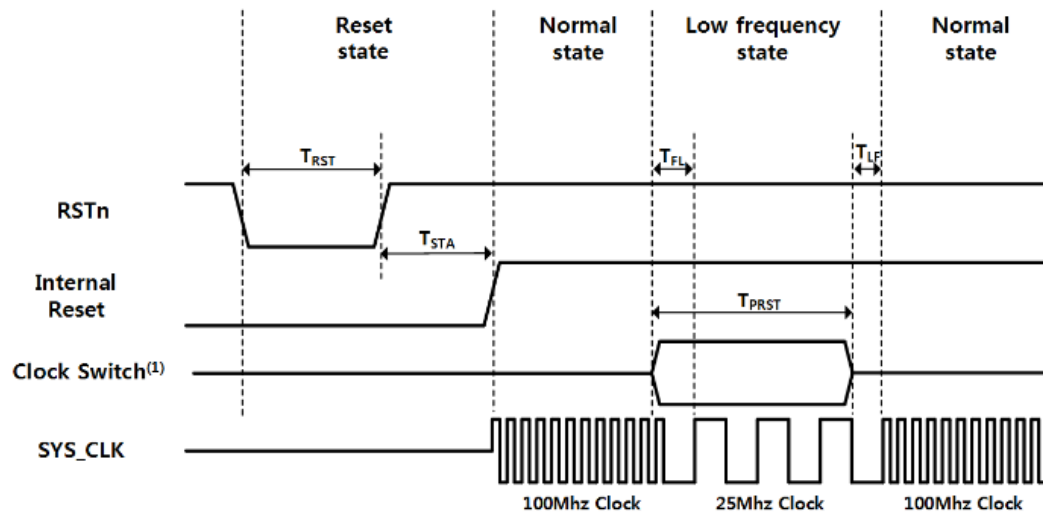 Reset
state
Normal
state
Low frequency
state
Normal
state
TRST
TFL
TLF
RSTn
TSTA
Internal
Reset
TPRST
Clock Switch(1)
SYS_CLK
100Mhz Clock
25Mhz Clock
100Mhz Clock